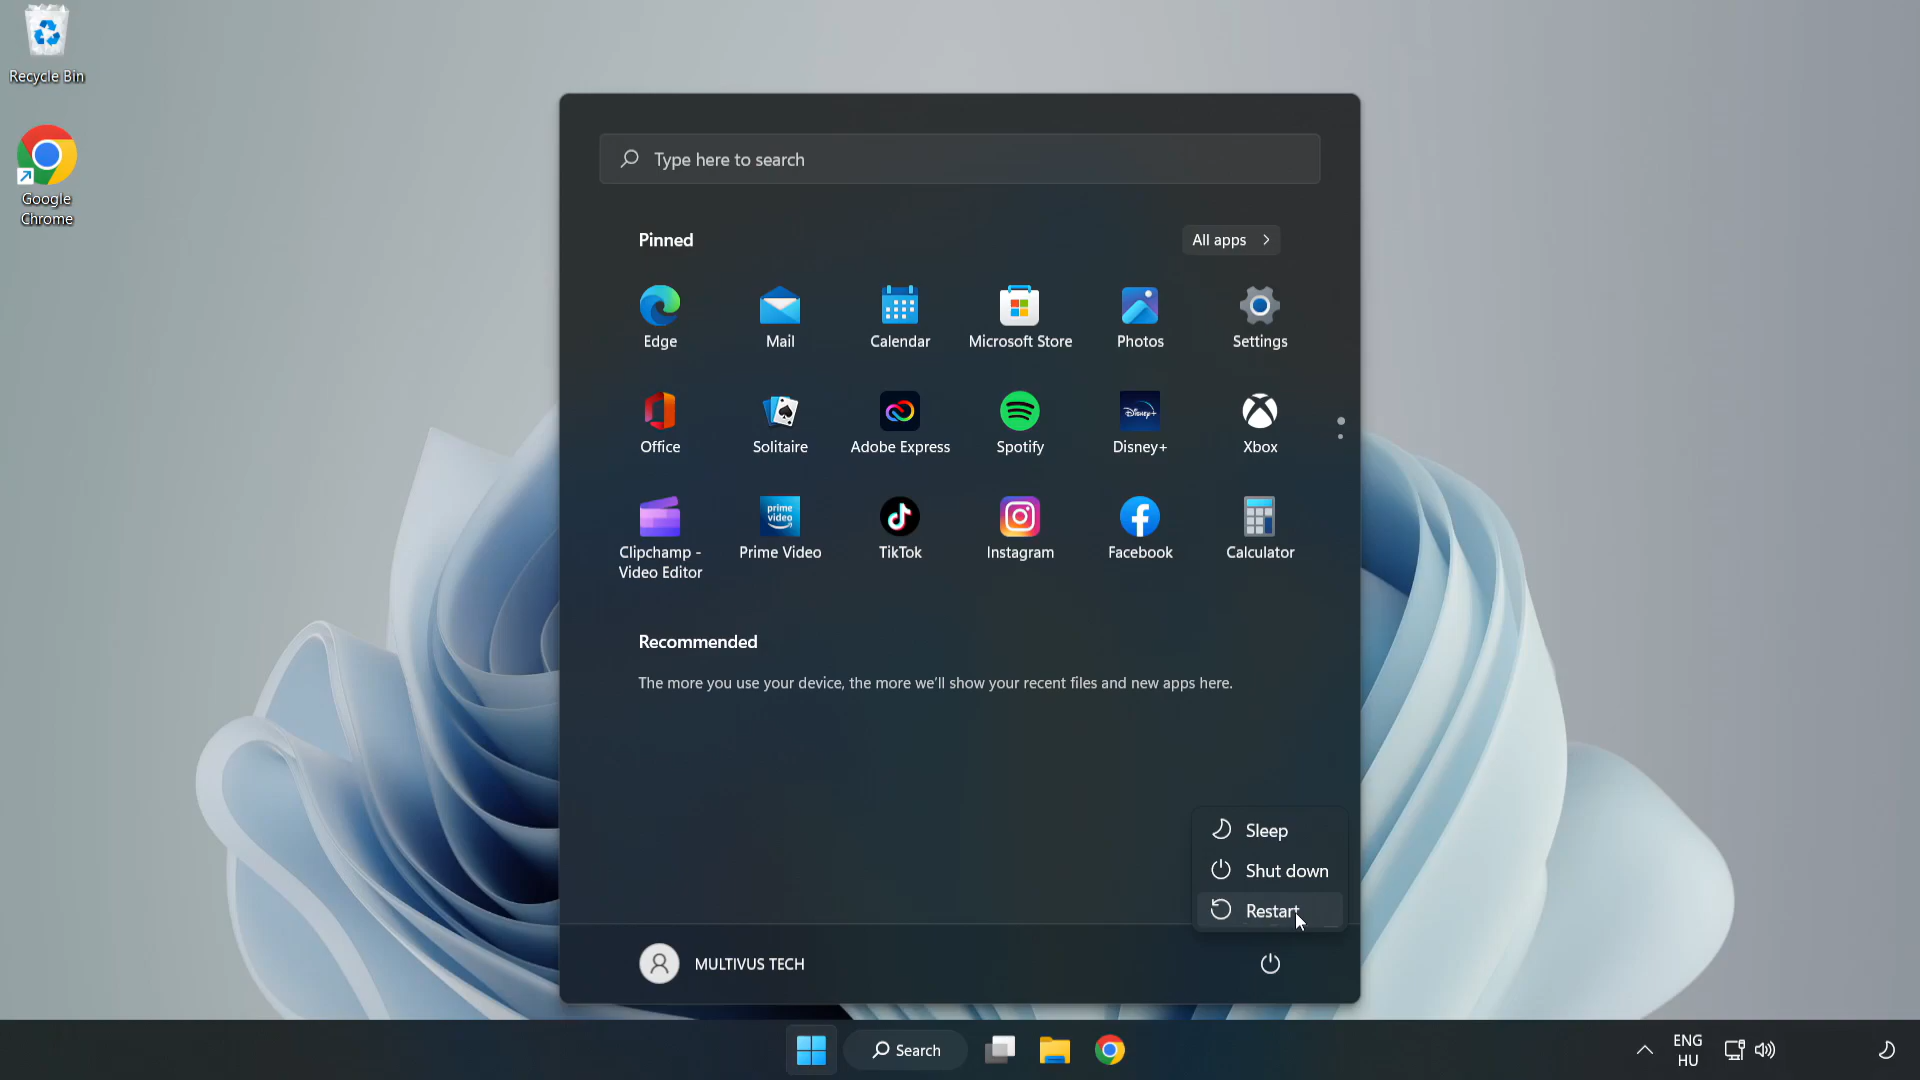 Recycle Bin
Google
Chrome
Type here to search
Pinned
All apps
Edge
Mail
Calendar
Microsoft Store
Photos
Settings
Disney+
Office
Solitaire
Adobe Express
Spotify
Disney+
Xbox
prime
video
Clipchamp -
Video Editor
Prime Video
TikTok
Instagram
Facebook
Calculator
Recommended
The more you use your device, the more we'll show your recent files and new apps here.
Sleep
Shut down
Restart
MULTIVUS TECH
Search
ENG
HU